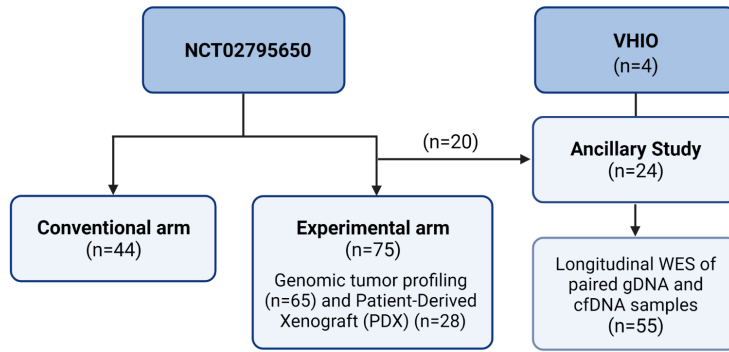 NCT02795650
VHIO
(n=4)
(n=20)
Ancillary Study
(n=24)
Conventional arm
(n=44)
Experimental arm
(n=75)
Genomic tumor profiling
(n=65) and Patient-Derived
Xenograft (PDX) (n=28)
Longitudinal WES of
paired gDNA and
cfDNA samples
(n=55)